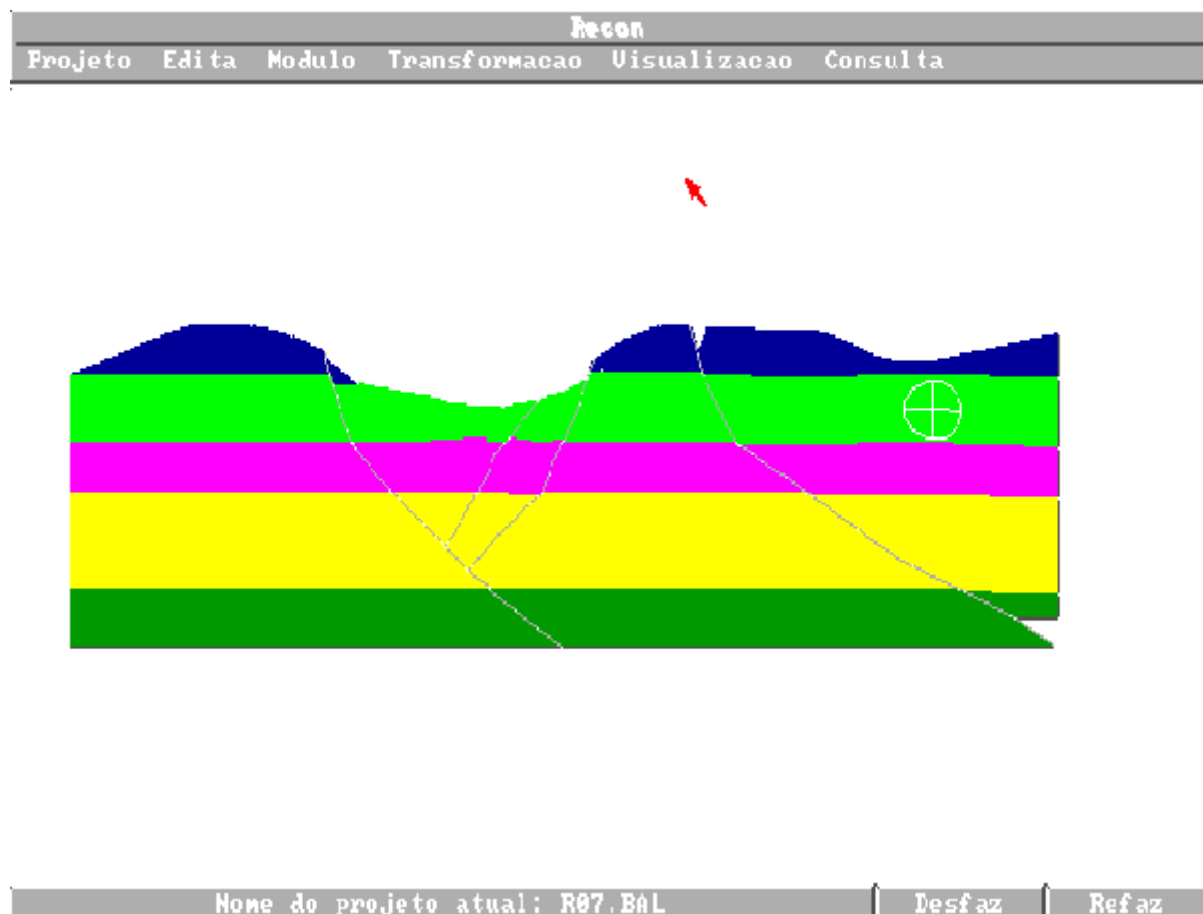 Recon
Projeto Edita Modulo Transformacao Visualizacao Consulta
Nome do projeto atual: R07.BAL Desfaz Refaz